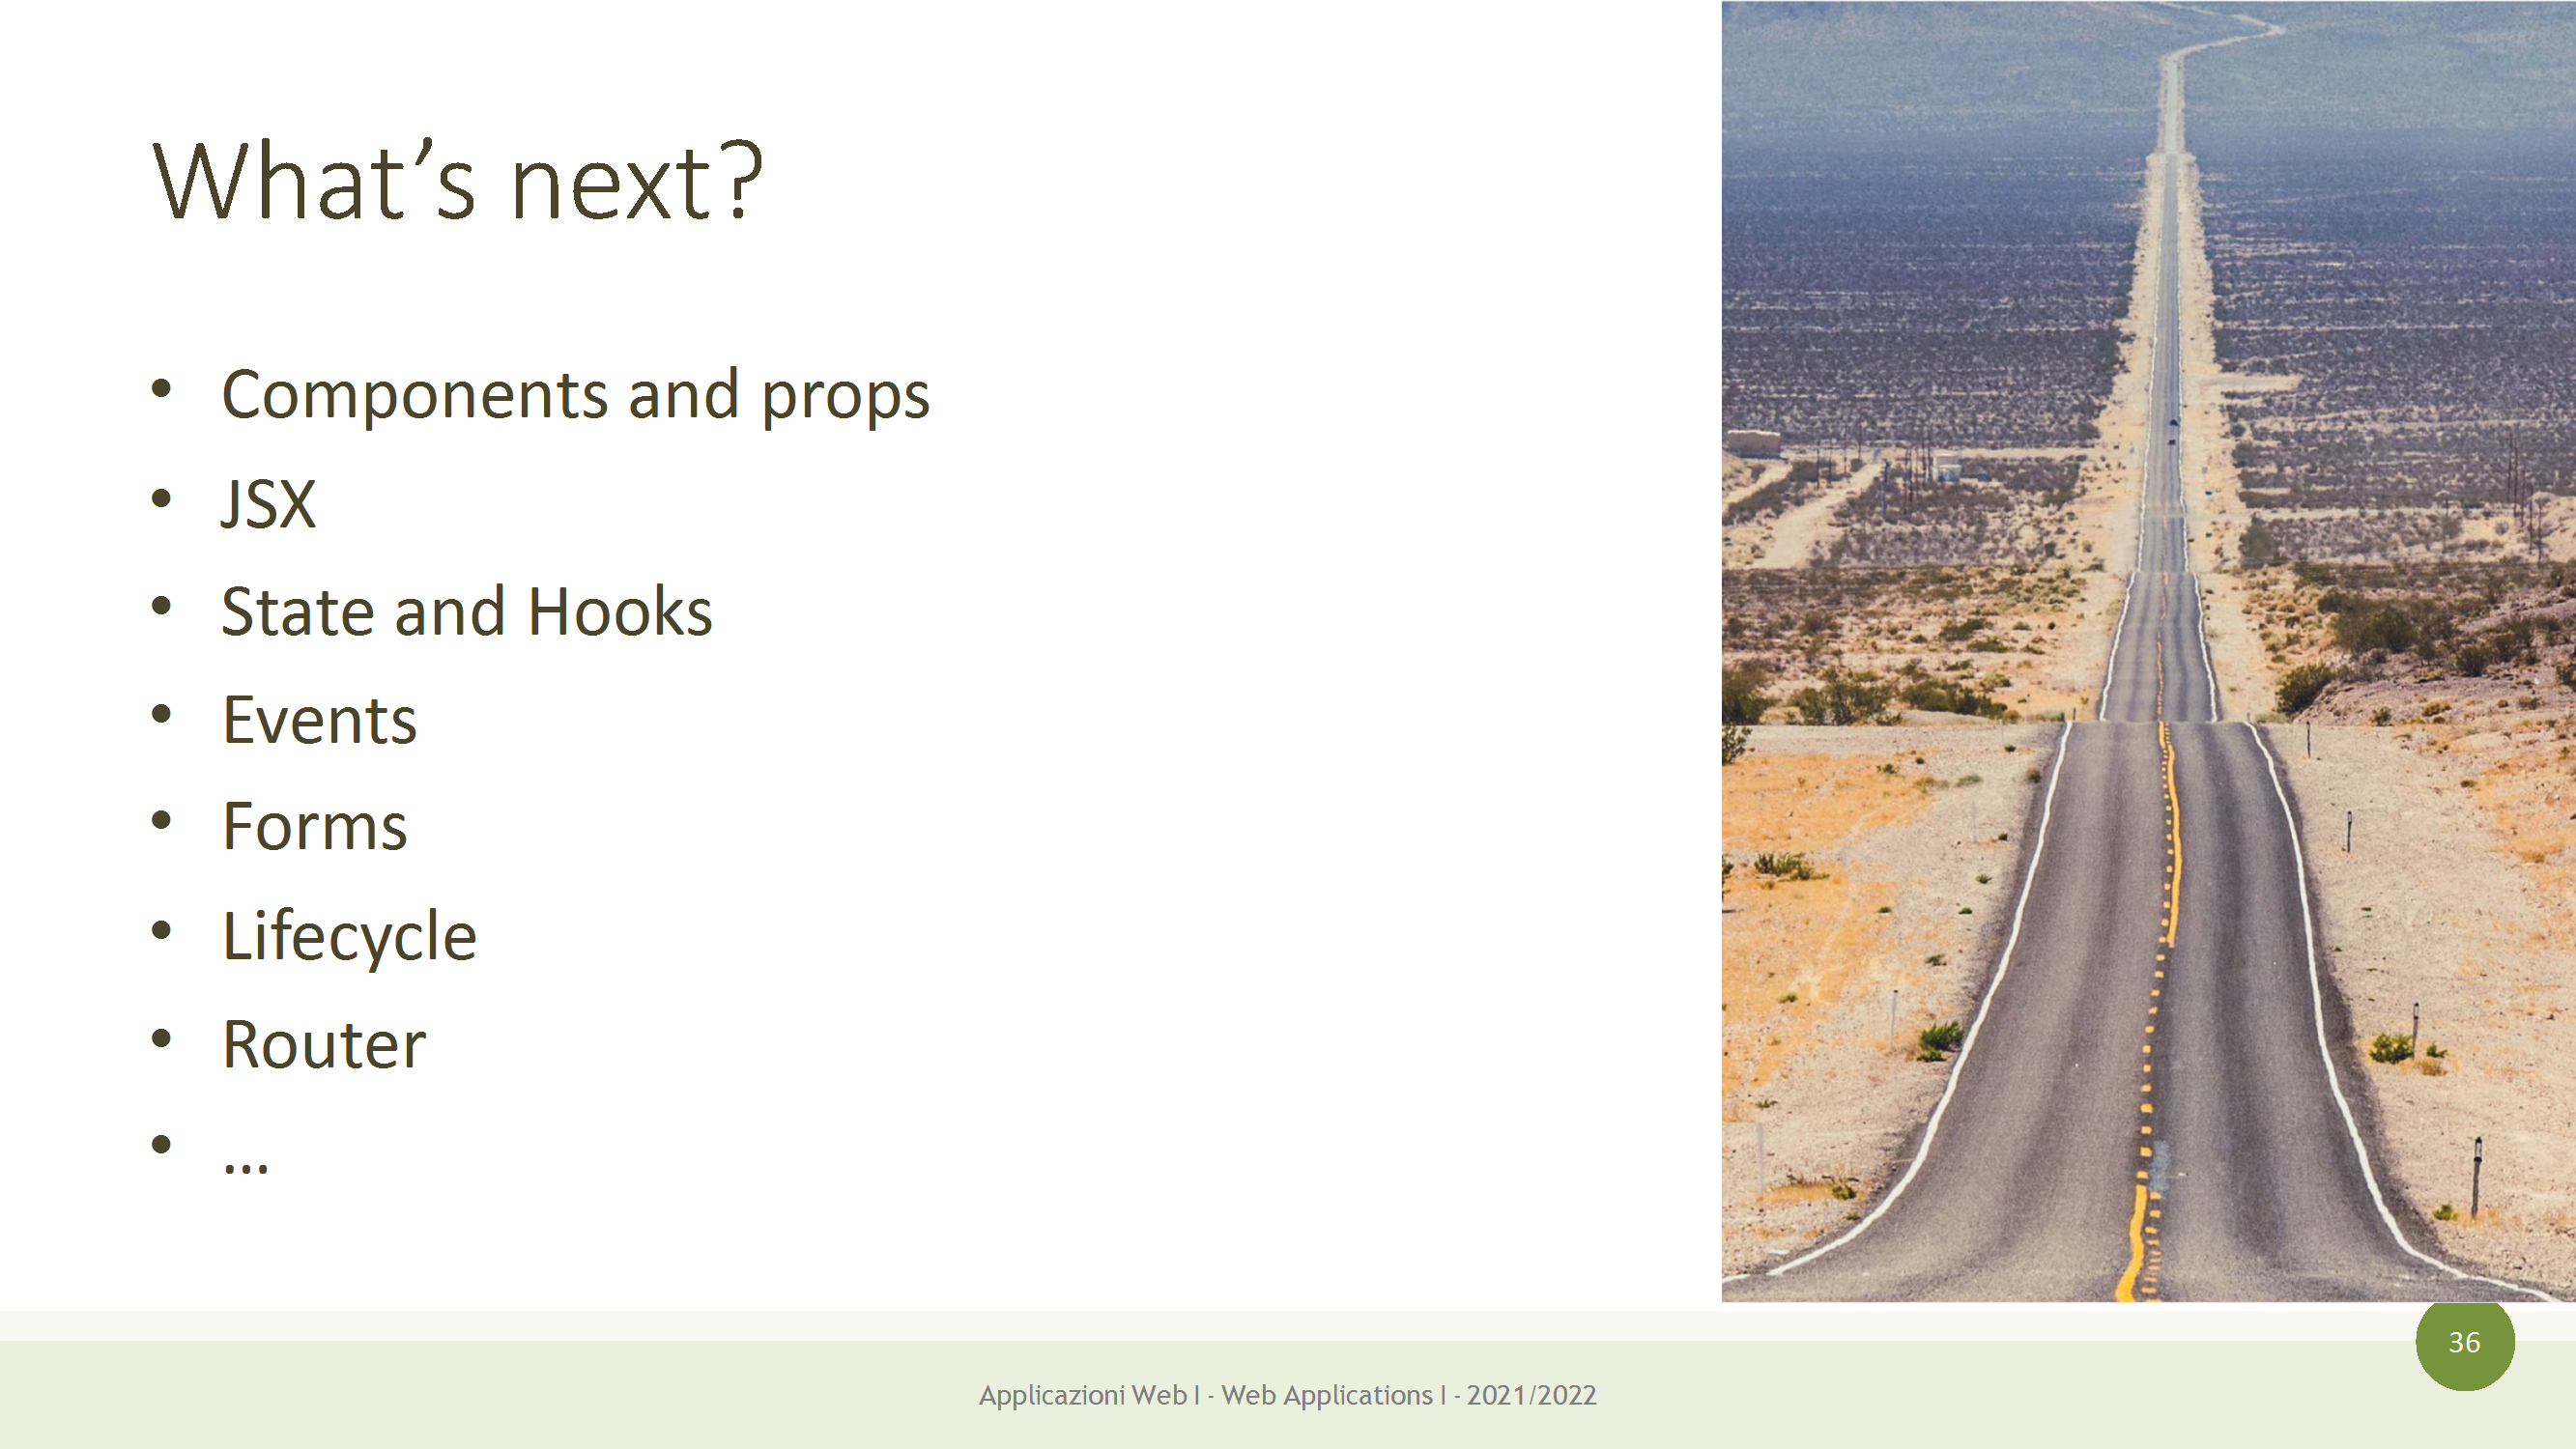 What’s next?
• Components and props
• JSX
• State and Hooks
• Events
• Forms
• Lifecycle
• Router
• …
36
Applicazioni Web I - Web Applications I - 2021/2022